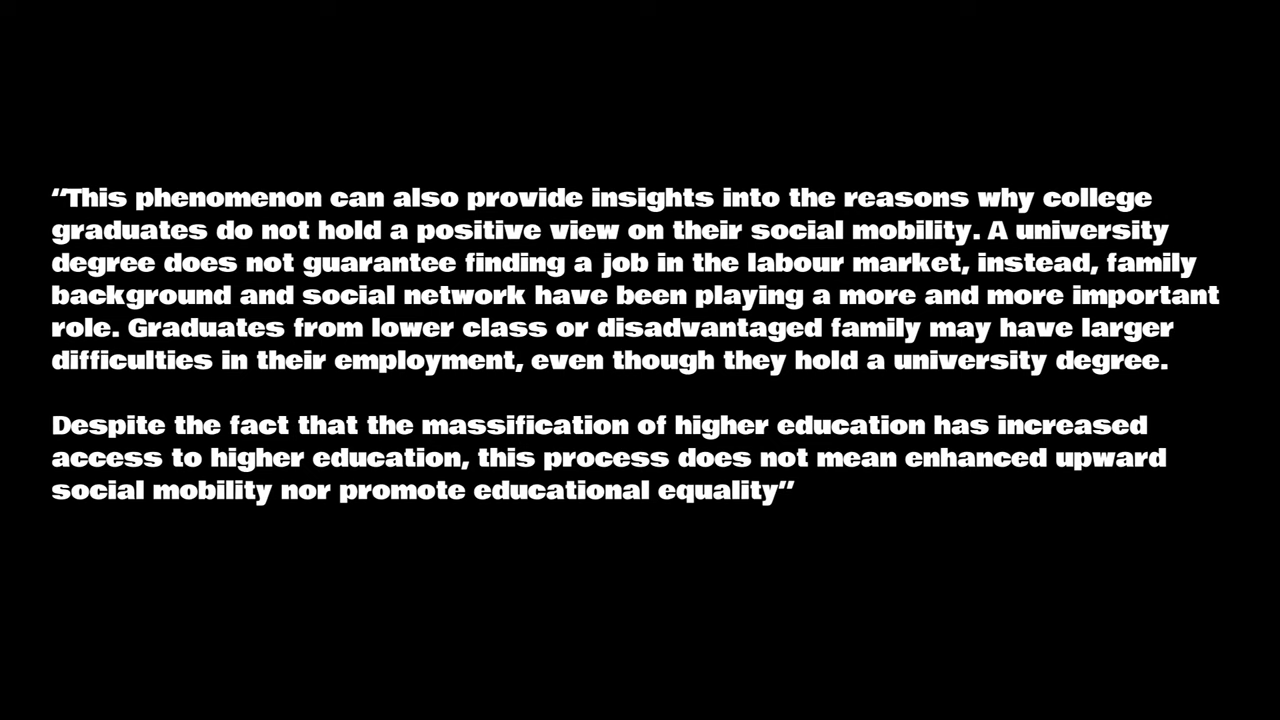 “This phenomenon can also provide insights into the reasons why college
graduates do not hold a positive view on their social mobility. A university
degree does not guarantee finding a job in the labour market, instead, family
background and social network have been playing a more and more important
role. Graduates from lower class or disadvantaged family may have larger
difficulties in their employment, even though they hold a university degree.
Despite the fact that the massification of higher education has increased
access to higher education, this process does not mean enhanced upward
social mobility nor promote educational equality”